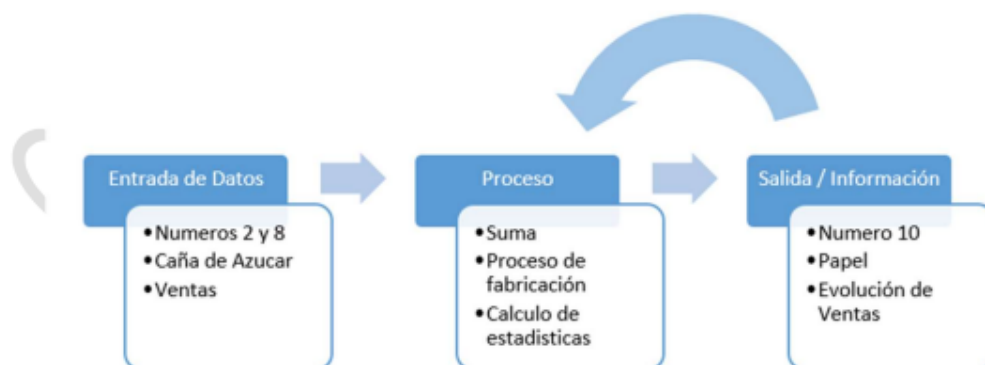 Entrada de Datos
•Numeros 2 y 8
•Caña de Azucar
•Ventas
Proceso
•Suma
•Proceso de
fabricación
•Calculo de
estadisticas
Salida / Información
•Numero 10
•Papel
•Evolución de
Ventas